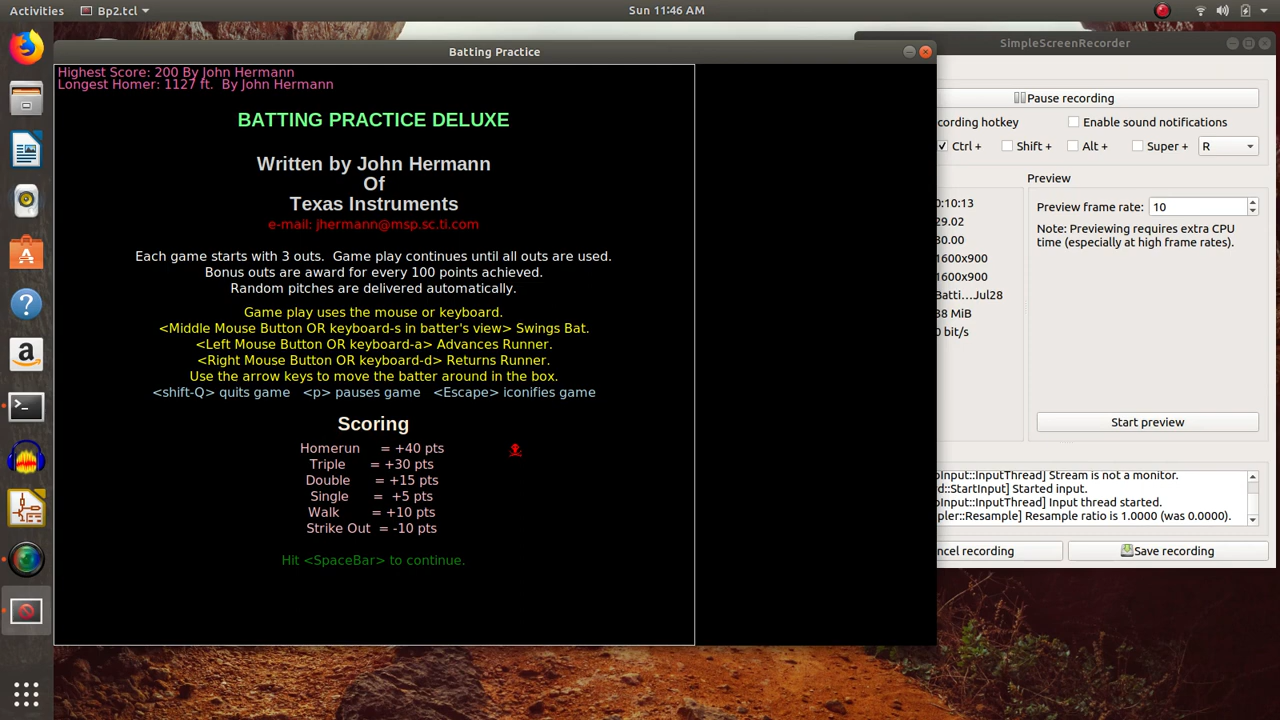 Activities
Bp2.tcl
Sun 11:46 AM
Batting Practice
SimpleScreenRecorder
Highest Score: 200 By John Hermann
Longest Homer: 1127 ft.  By John Hermann
BATTING PRACTICE DELUXE
Written by John Hermann
Of
Texas Instruments
e-mail: jhermann@msp.sc.ti.com
Each game starts with 3 outs.  Game play continues until all outs are used.
Bonus outs are award for every 100 points achieved.
Random pitches are delivered automatically.
Game play uses the mouse or keyboard.
<Middle Mouse Button OR keyboard-s in batter's view> Swings Bat.
<Left Mouse Button OR keyboard-a> Advances Runner.
<Right Mouse Button OR keyboard-d> Returns Runner.
Use the arrow keys to move the batter around in the box.
<shift-Q> quits game   <p> pauses game   <Escape> iconifies game
Scoring
Homerun = +40 pts
Triple = +30 pts
Double = +15 pts
Single = +5 pts
Walk = +10 pts
Strike Out = -10 pts
Hit <SpaceBar> to continue.
Pause recording
cording hotkey
Enable sound notifications
Ctrl +
Shift +
Alt +
Super +
R
Preview
0:10:13
29.02
30.00
1600x900
1600x900
Batti…Jul28
38 MiB
0 bit/s
Preview frame rate: 10
Note: Previewing requires extra CPU
time (especially at high frame rates).
Start preview
oInput::InputThread] Stream is not a monitor.
d::StartInput] Started input.
oInput::InputThread] Input thread started.
pler::Resample] Resample ratio is 1.0000 (was 0.0000).
ncel recording
Save recording